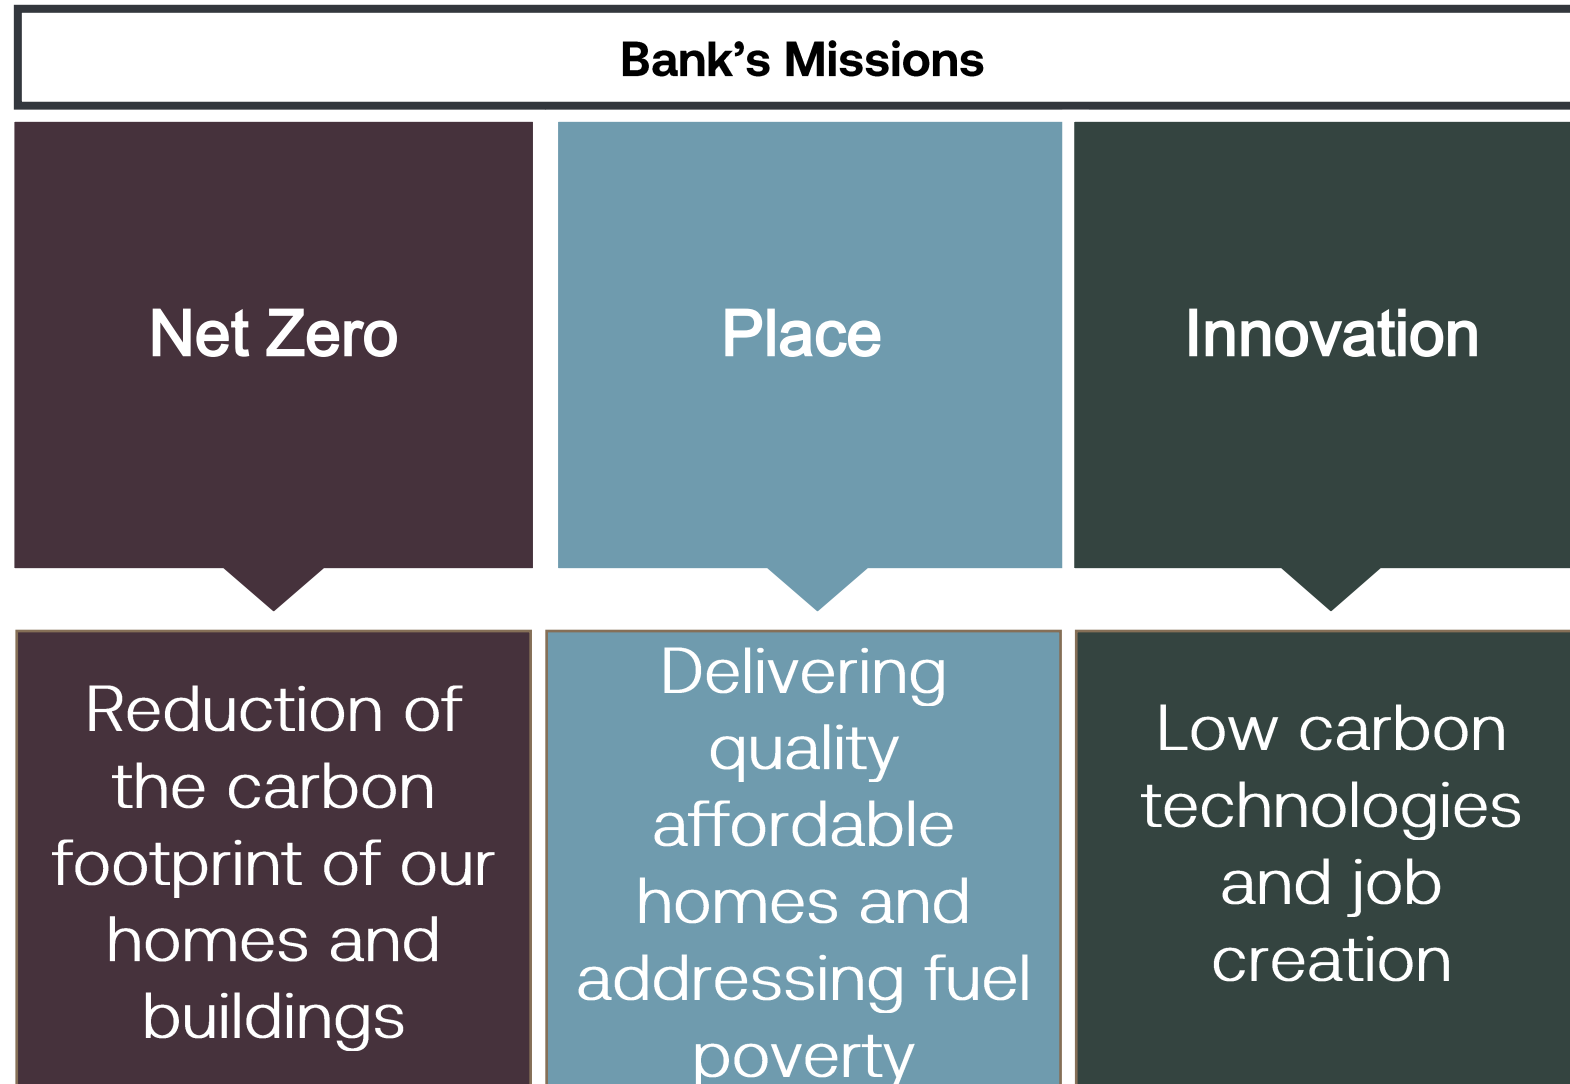 Bank’s Missions
Net Zero
Place
Innovation
Reduction of
the carbon
footprint of our
homes and
buildings
Delivering
quality
affordable
homes and
addressing fuel
poverty
Low carbon
technologies
and job
creation